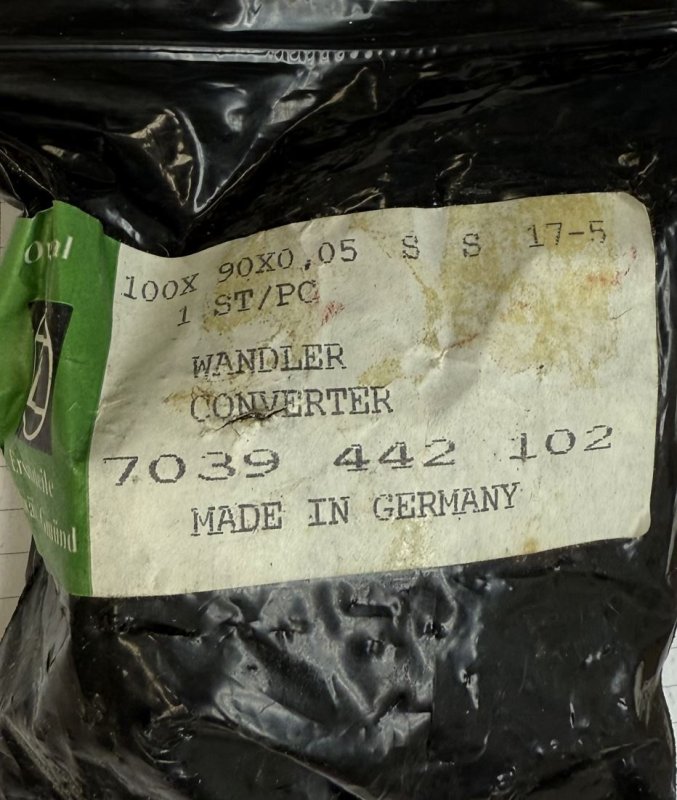 100X 90X0,05 S S 17-5
1 ST/PC
WANDLER
CONVERTER
7039 442 102
MADE IN GERMANY